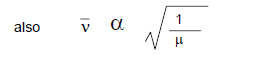 also ν̅ α √(1/μ)